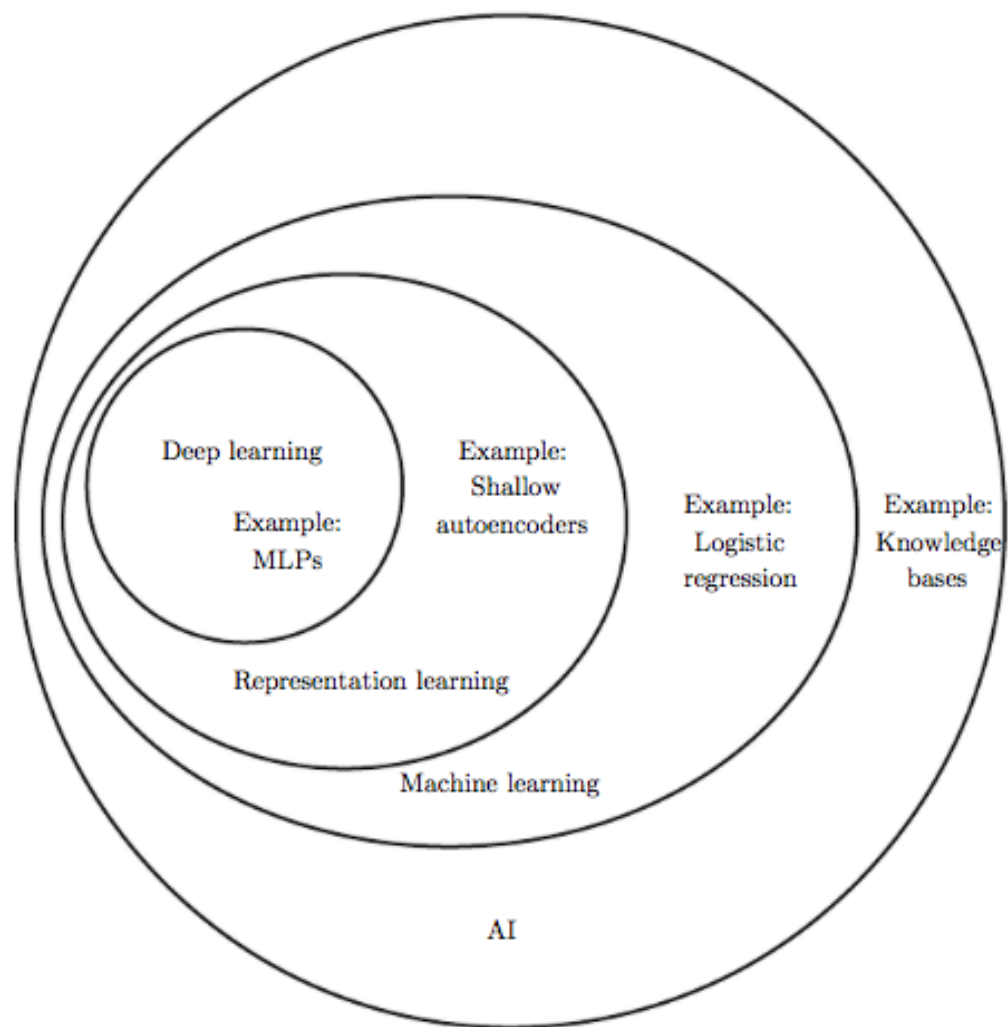 Deep learning
Example:
MLPs
Example:
Shallow
autoencoders
Example:
Logistic
regression
Example:
Knowledge
bases
Representation learning
Machine learning
AI